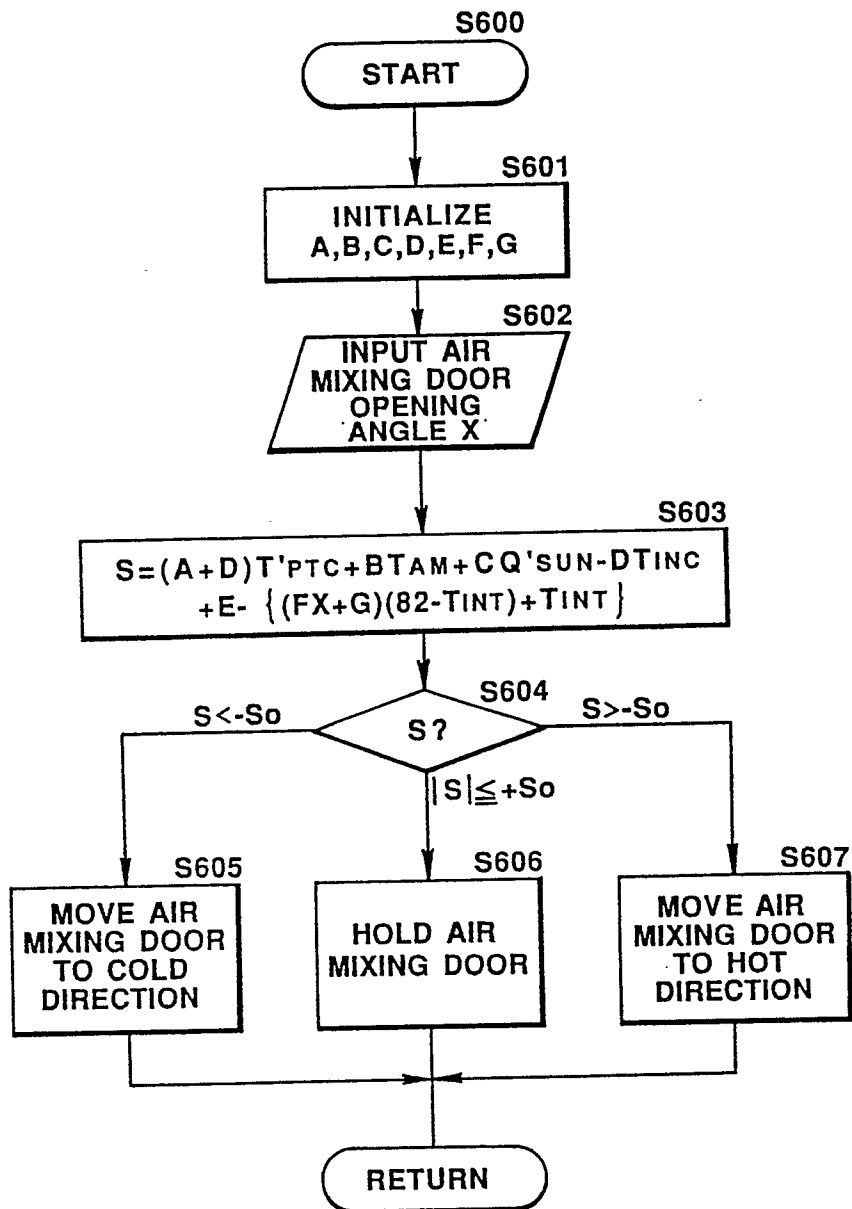 S600
START
S601
INITIALIZE
A,B,C,D,E,F,G
S602
INPUT AIR
MIXING DOOR
OPENING
ANGLE X
S603
S=(A+D)T'PTC+BTAM+CQ'SUN-DTINC
+E- {(FX+G)(82-TINT)+TINT}
S604
S?
S<-So
S>-So
|S|≦+So
S605
MOVE AIR
MIXING DOOR
TO COLD
DIRECTION
S606
HOLD AIR
MIXING DOOR
S607
MOVE AIR
MIXING DOOR
TO HOT
DIRECTION
RETURN